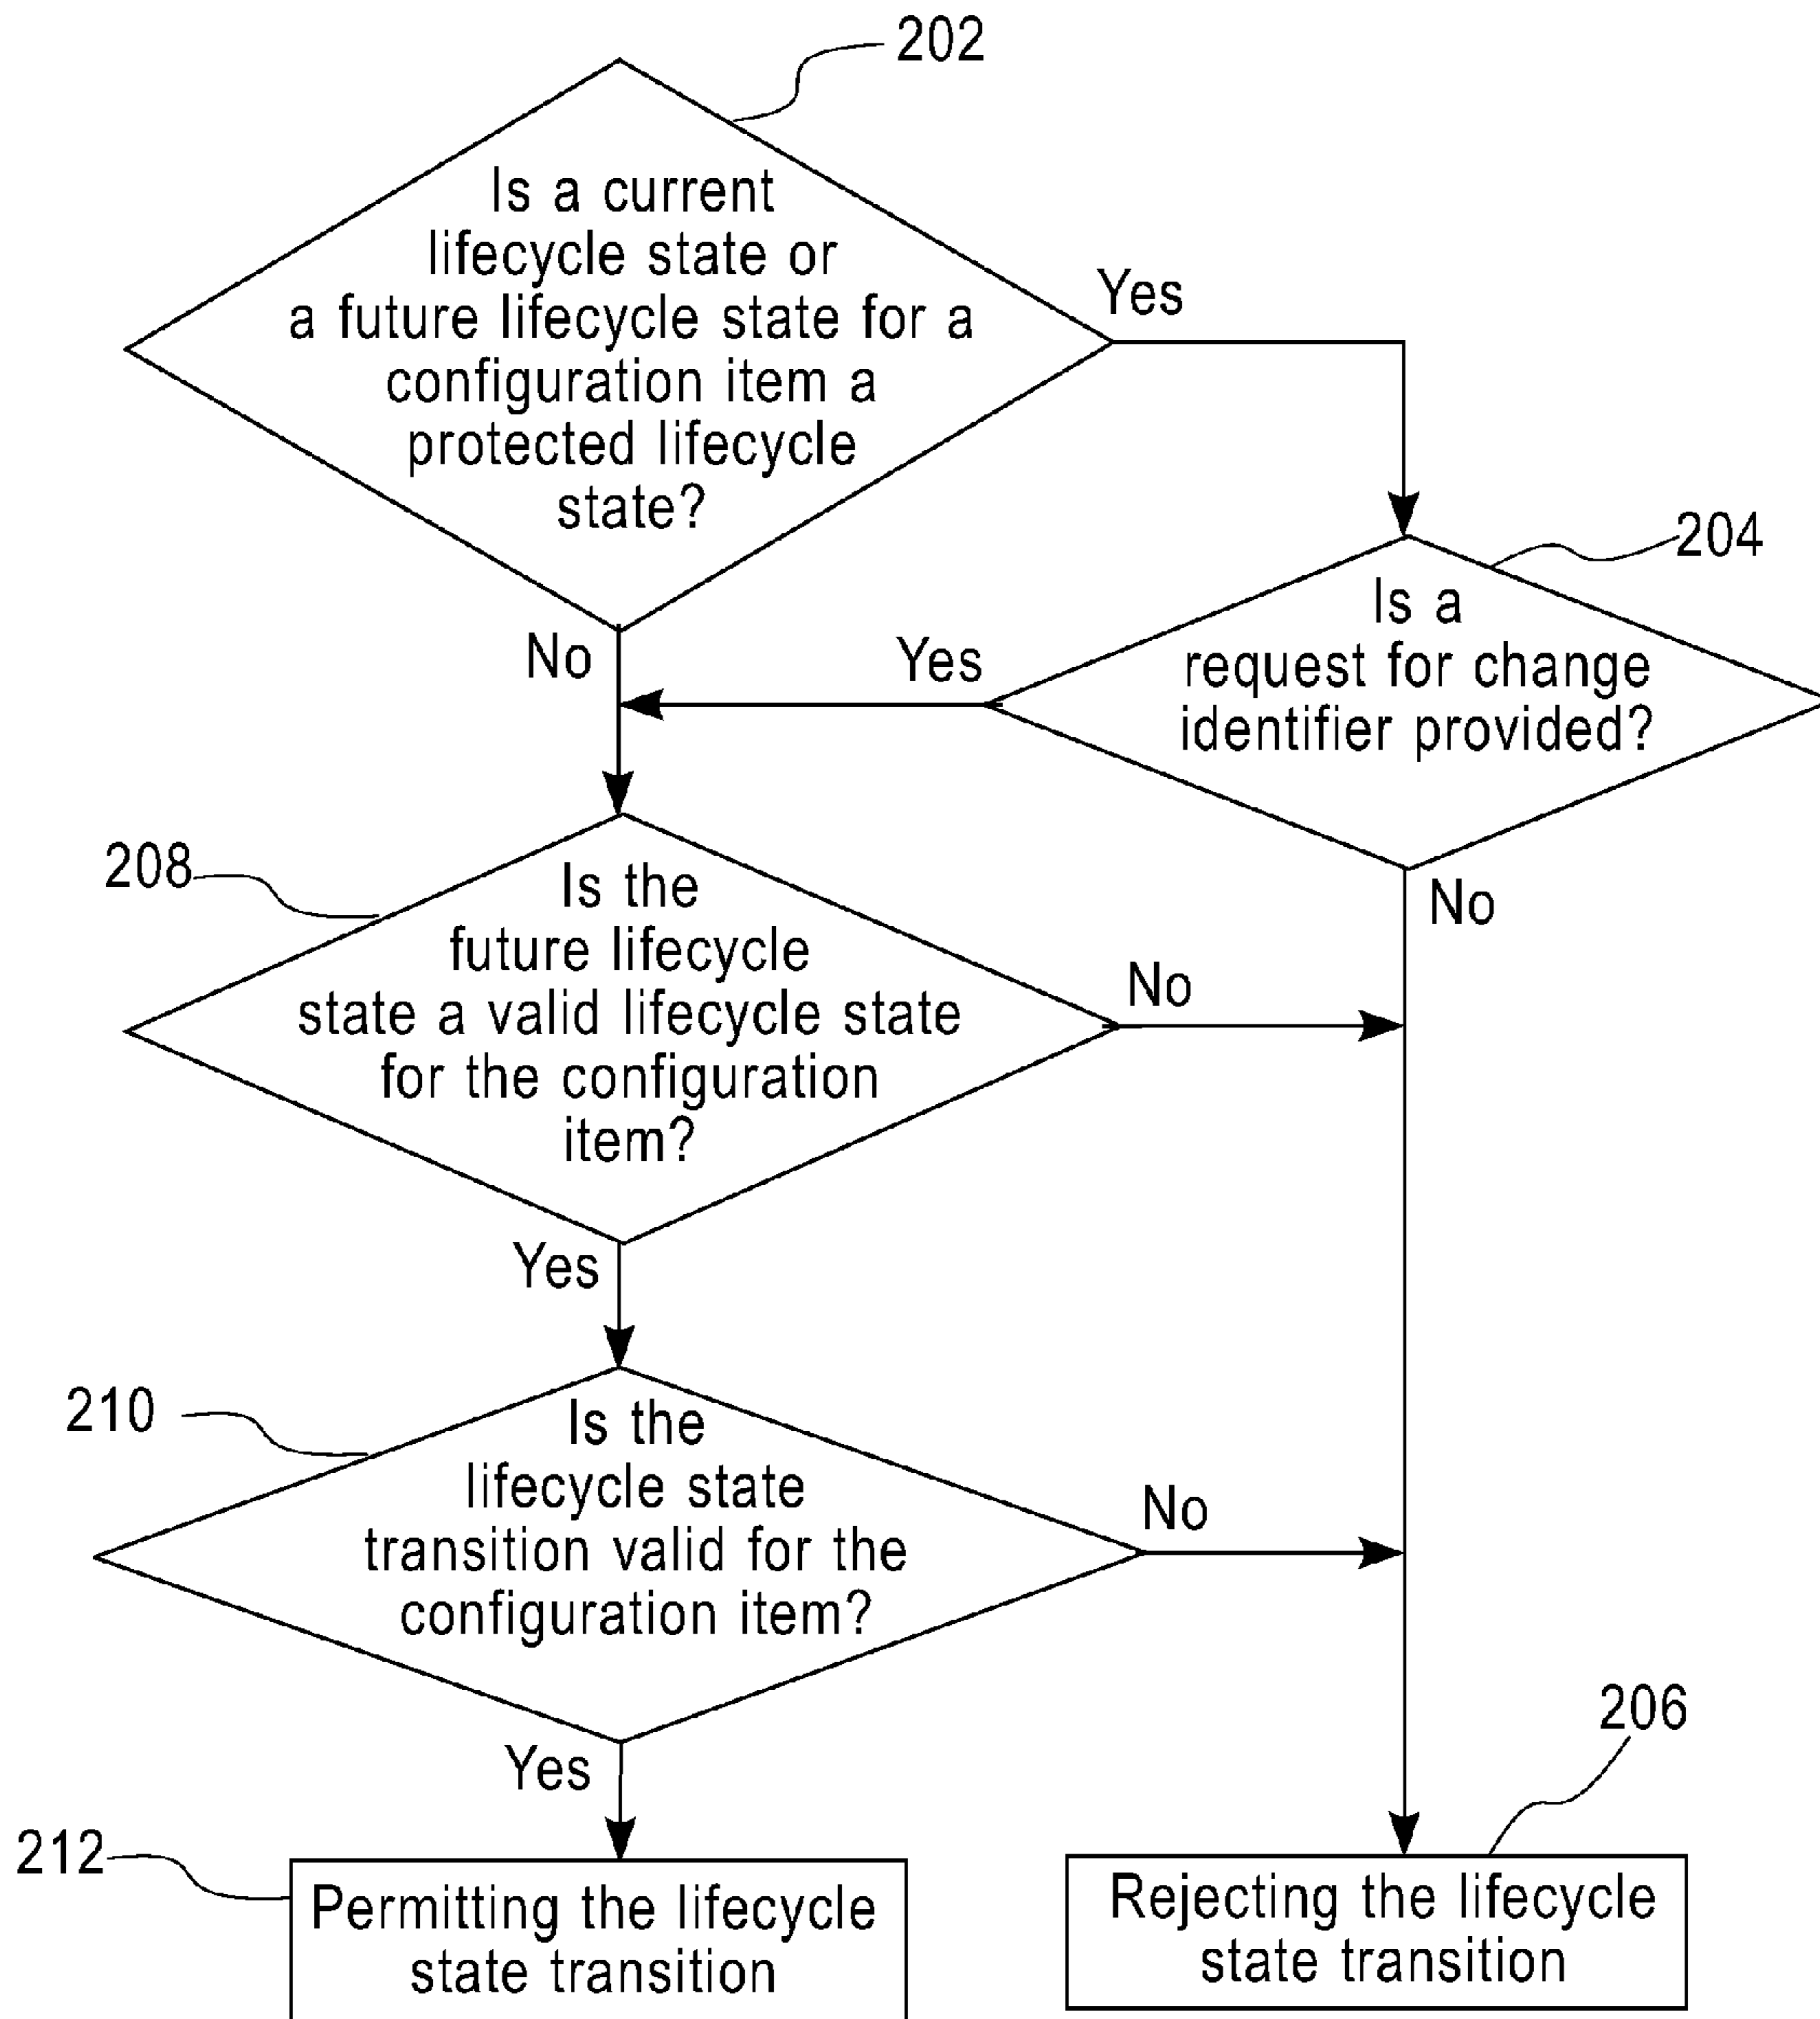 202
Is a current
lifecycle state or
a future lifecycle state for a
configuration item a
protected lifecycle
state?
Yes
204
Is a
request for change
identifier provided?
No
Yes
No
208
Is the
future lifecycle
state a valid lifecycle state
for the configuration
item?
No
Yes
210
Is the
lifecycle state
transition valid for the
configuration item?
No
Yes
206
212
Permitting the lifecycle
state transition
Rejecting the lifecycle
state transition